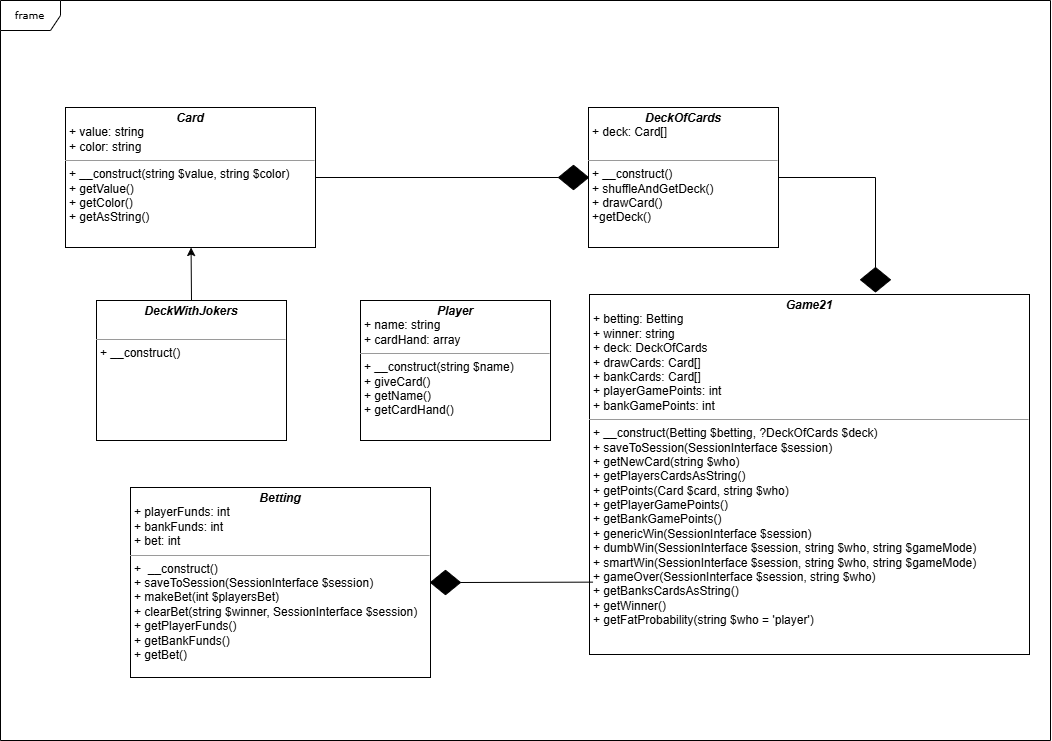 frame
Card
+ value: string
+ color: string
+ __construct(string $value, string $color)
+ getValue()
+ getColor()
+ getAsString()
DeckOfCards
+ deck: Card[]
+ __construct()
+ shuffleAndGetDeck()
+ drawCard()
+getDeck()
DeckWithJokers
+ __construct()
Player
+ name: string
+ cardHand: array
+ __construct(string $name)
+ giveCard()
+ getName()
+ getCardHand()
Game21
+ betting: Betting
+ winner: string
+ deck: DeckOfCards
+ drawCards: Card[]
+ bankCards: Card[]
+ playerGamePoints: int
+ bankGamePoints: int
+ __construct(Betting $betting, ?DeckOfCards $deck)
+ saveToSession(SessionInterface $session)
+ getNewCard(string $who)
+ getPlayersCardsAsString()
+ getPoints(Card $card, string $who)
+ getPlayerGamePoints()
+ getBankGamePoints()
+ genericWin(SessionInterface $session)
+ dumbWin(SessionInterface $session, string $who, string $gameMode)
+ smartWin(SessionInterface $session, string $who, string $gameMode)
+ gameOver(SessionInterface $session, string $who)
+ getBanksCardsAsString()
+ getWinner()
+ getFatProbability(string $who = 'player')
Betting
+ playerFunds: int
+ bankFunds: int
+ bet: int
+ __construct()
+ saveToSession(SessionInterface $session)
+ makeBet(int $playersBet)
+ clearBet(string $winner, SessionInterface $session)
+ getPlayerFunds()
+ getBankFunds()
+ getBet()